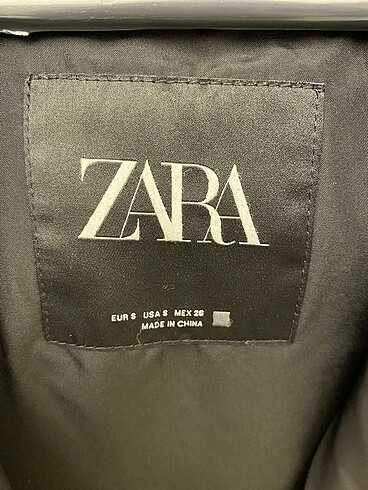 ZARA
EUR S USA S MEX 26
MADE IN CHINA